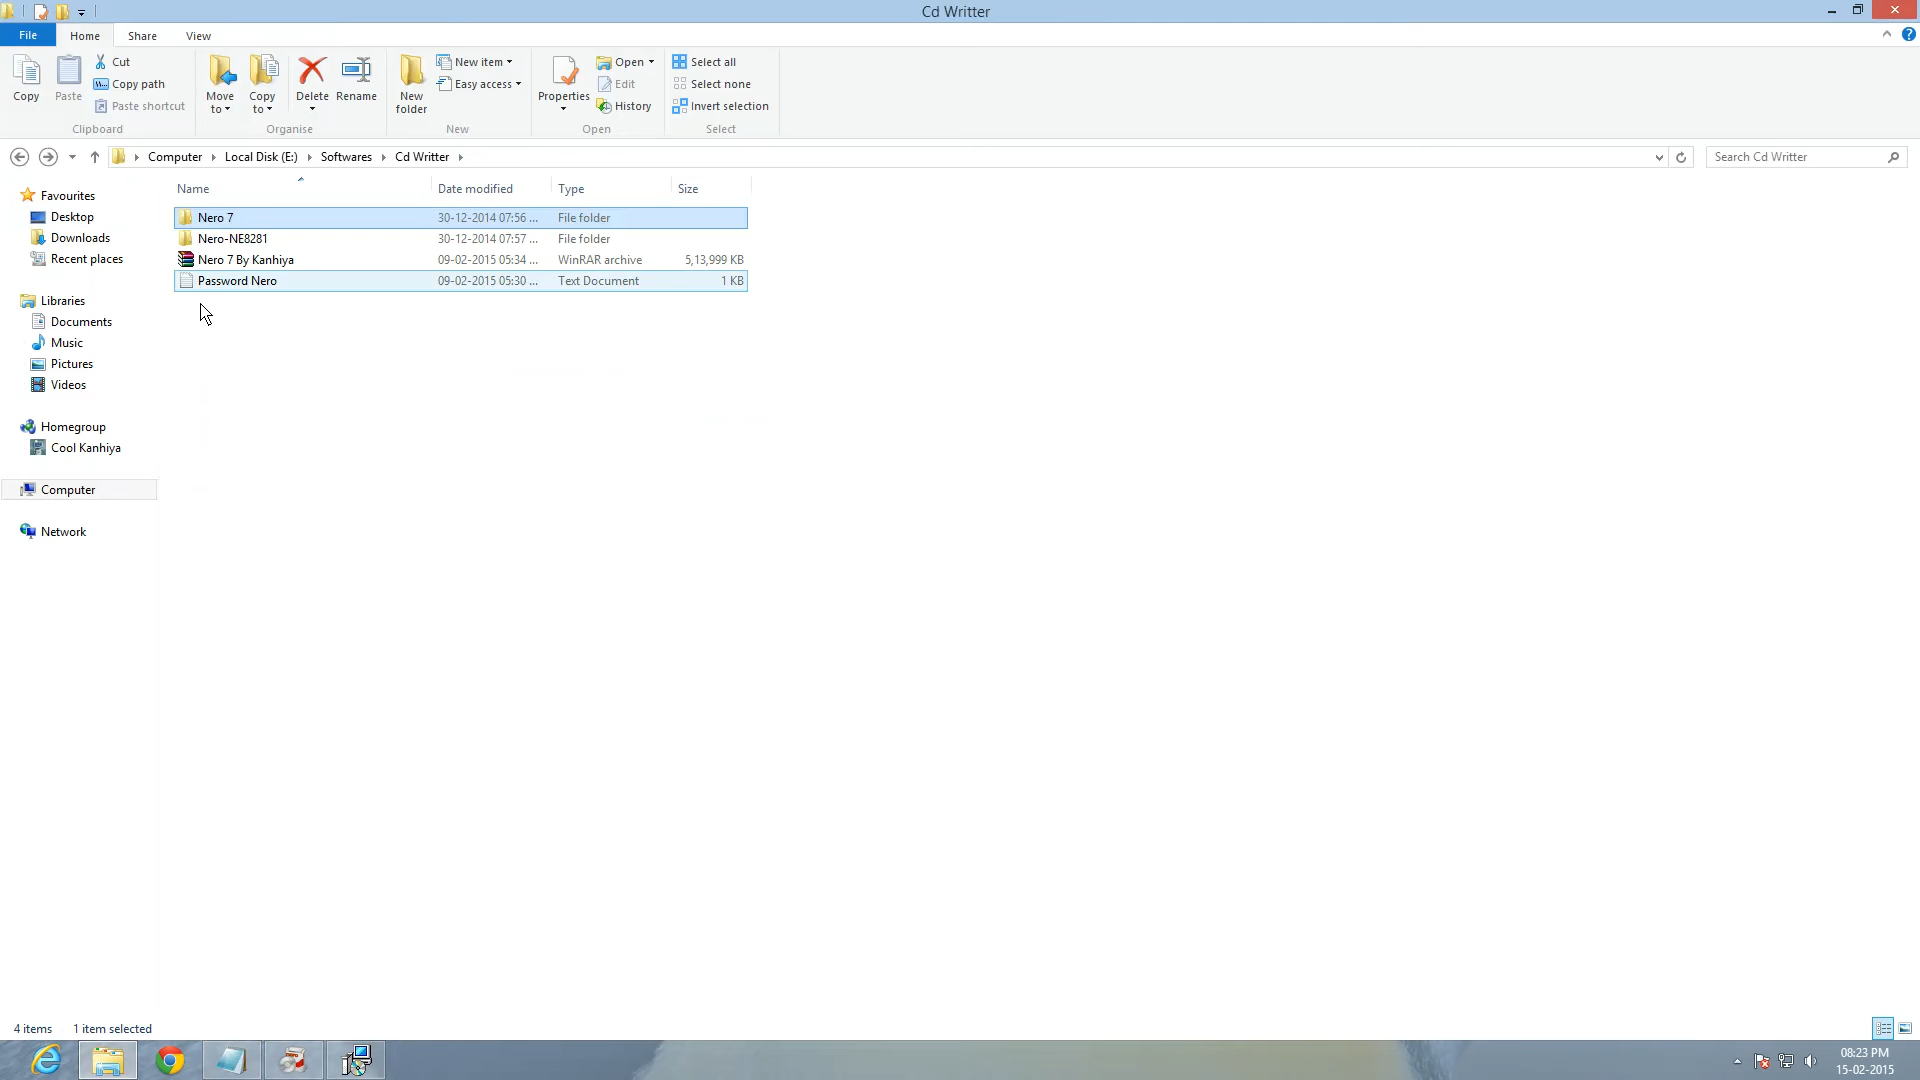 Cd Writter
File Home Share View
Copy
Paste
Cut
Copy path
Paste shortcut
Clipboard
Move to
Copy to
Delete
Rename
Organise
New folder
New item
Easy access
New
Properties
Open
Edit
History
Open
Select all
Select none
Invert selection
Select
Computer Local Disk (E:) Softwares Cd Writter
Search Cd Writter
Favourites
Desktop
Downloads
Recent places
Libraries
Documents
Music
Pictures
Videos
Homegroup
Cool Kanhiya
Computer
Network
Name Date modified Type Size
Nero 7 30-12-2014 07:56 ... File folder
Nero-NE8281 30-12-2014 07:57 ... File folder
Nero 7 By Kanhiya 09-02-2015 05:34 ... WinRAR archive 5,13,999 KB
Password Nero 09-02-2015 05:30 ... Text Document 1 KB
4 items 1 item selected
08:23 PM
15-02-2015